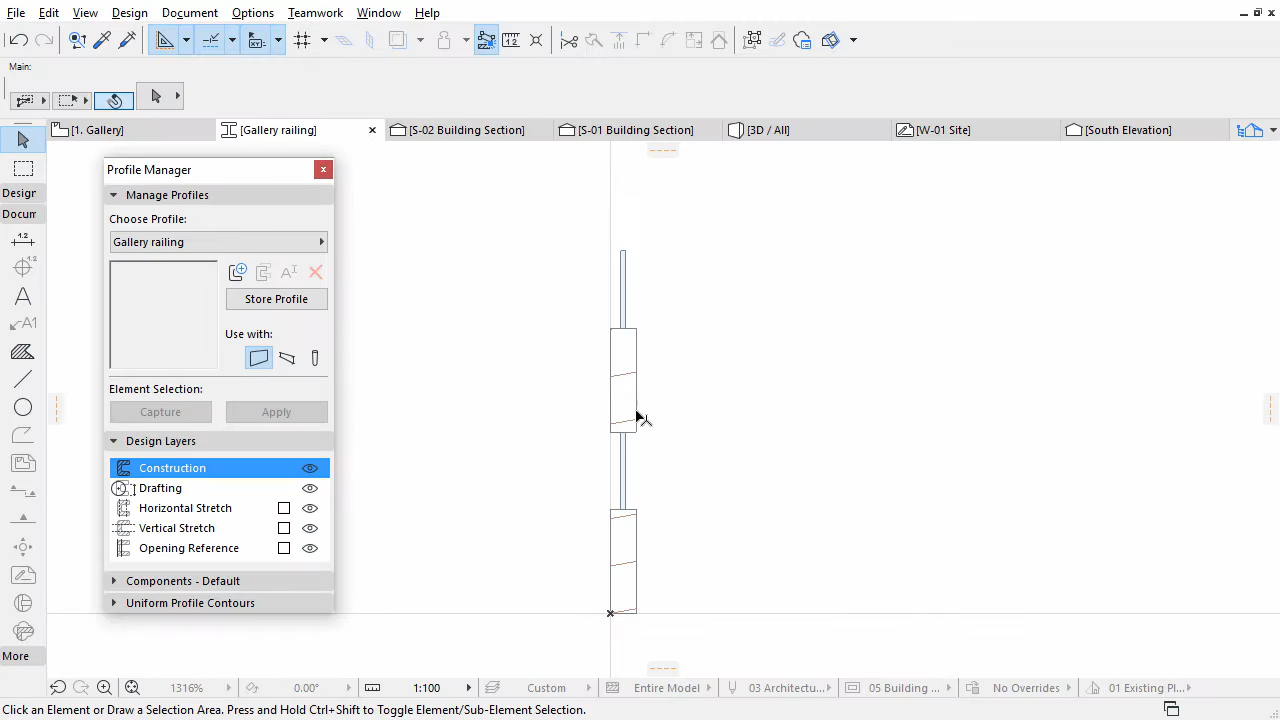 File Edit View Design Document Options Teamwork Window Help
Main:
[1. Gallery] [Gallery railing] [S-02 Building Section] [S-01 Building Section] [3D / All] [W-01 Site] [South Elevation]
Profile Manager
Manage Profiles
Choose Profile:
Gallery railing
Store Profile
Use with:
Element Selection:
Capture Apply
Design Layers
Construction
Drafting
Horizontal Stretch
Vertical Stretch
Opening Reference
Components - Default
Uniform Profile Contours
Design
Docum
1.2
1.2
A
A1
More
1316% 0.00° 1:100 Custom Entire Model 03 Architectu... 05 Building ... No Overrides 01 Existing Pl...
Click an Element or Draw a Selection Area. Press and Hold Ctrl+Shift to Toggle Element/Sub-Element Selection.